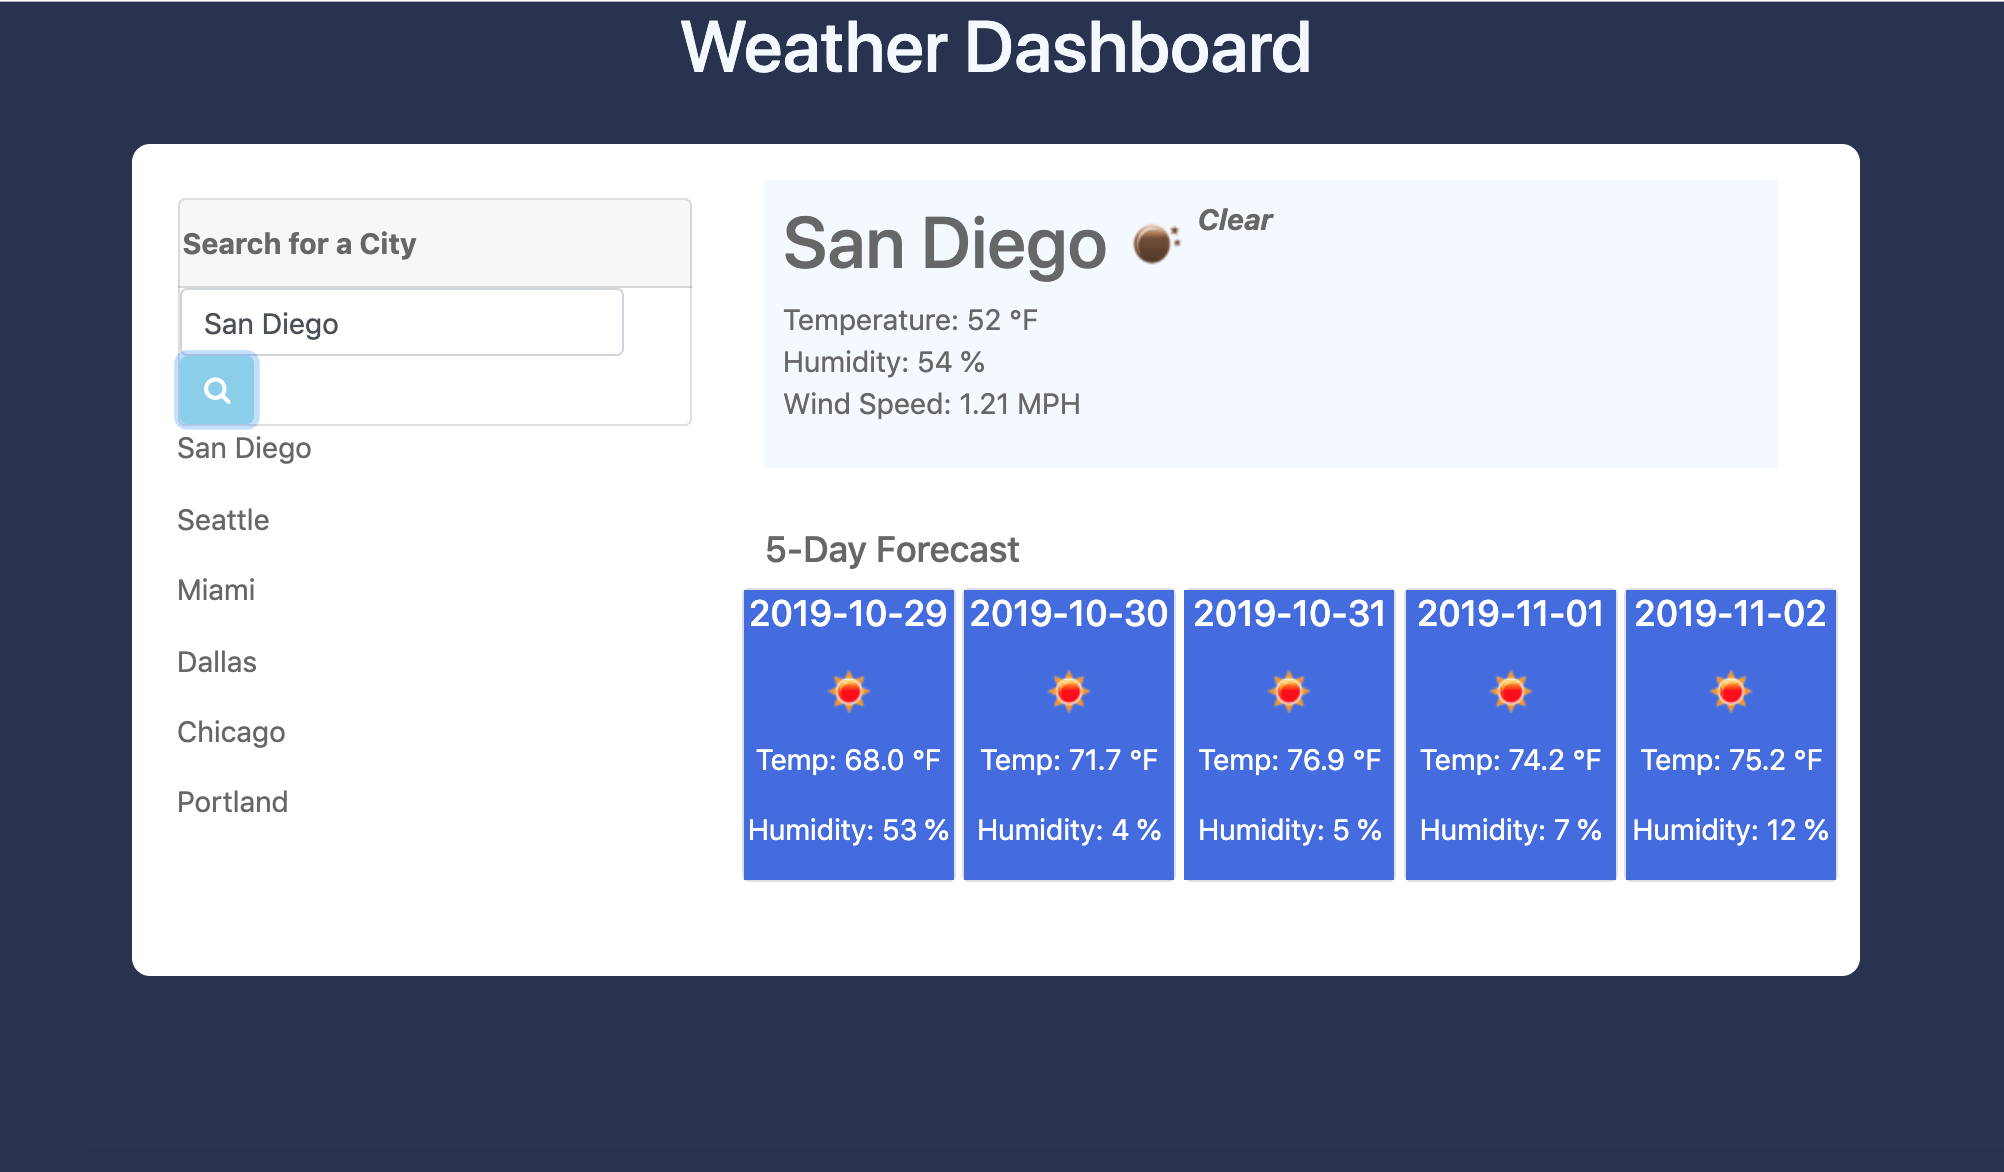 Weather Dashboard
Search for a City
San Diego
San Diego
Seattle
Miami
Dallas
Chicago
Portland
San Diego Clear
Temperature: 52 °F
Humidity: 54 %
Wind Speed: 1.21 MPH
5-Day Forecast
2019-10-29
Temp: 68.0 °F
Humidity: 53 %
2019-10-30
Temp: 71.7 °F
Humidity: 4 %
2019-10-31
Temp: 76.9 °F
Humidity: 5 %
2019-11-01
Temp: 74.2 °F
Humidity: 7 %
2019-11-02
Temp: 75.2 °F
Humidity: 12 %